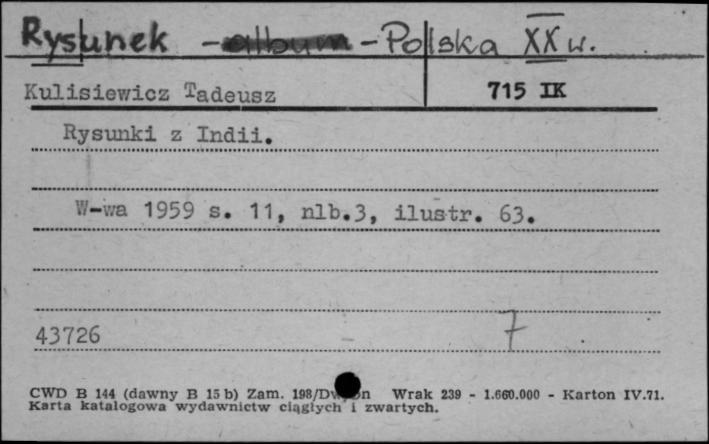 Rysunek - album - Polska XX w.
Kulisiewicz Tadeusz 715 IK
Rysunki z Indii.
W-wa 1959 s. 11, nlb.3, ilustr. 63.
43726 7
CWD B 144 (dawny B 15 b) Zam. 198/ Wrak 239 - 1.660.000 - Karton IV.71.
Karta katalogowa wydawnictw ciągłych i zwartych.